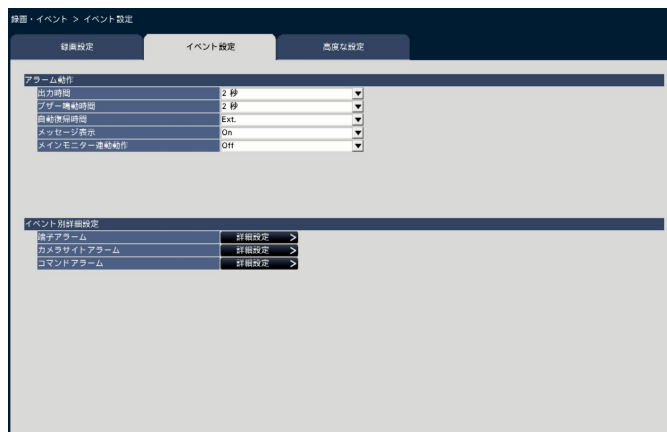 録画・イベント > イベント設定
録画設定 イベント設定 高度な設定
アラーム動作
出力時間 2 秒
ブザー鳴動時間 2 秒
自動復帰時間 Ext.
メッセージ表示 On
メインモニター連動動作 Off
イベント別詳細設定
端子アラーム 詳細設定 >
カメラサイトアラーム 詳細設定 >
コマンドアラーム 詳細設定 >